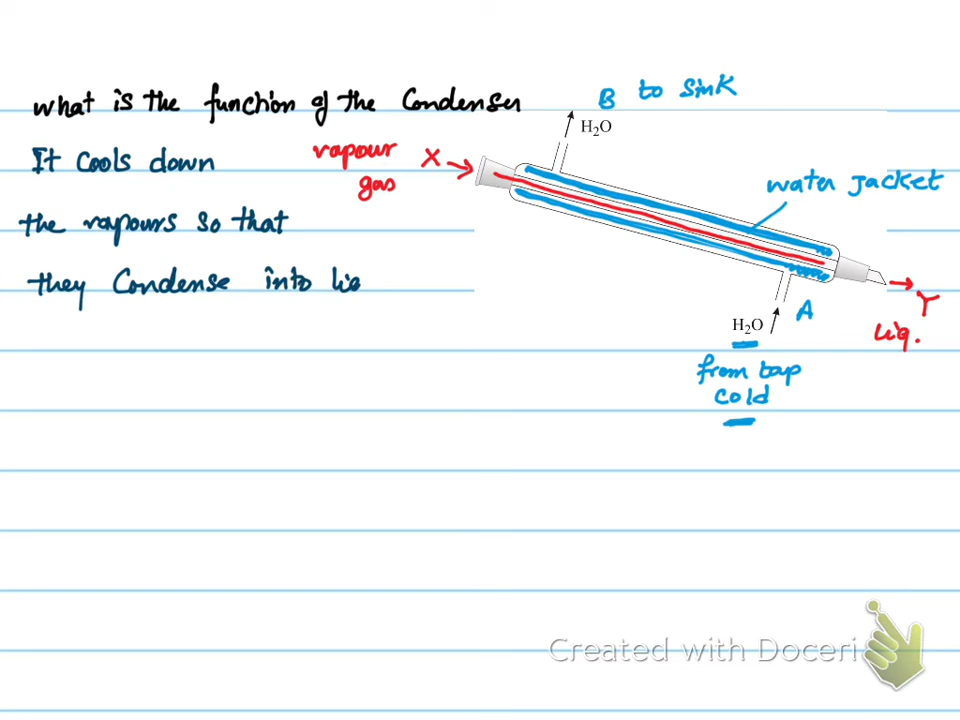 What is the function of the Condenser
It cools down
the vapours so that
they Condense into lie
vapour X
gas
B to sink
H₂O
water jacket
A
H₂O
from tap
cold
Y
Liq.
Created with Doceri